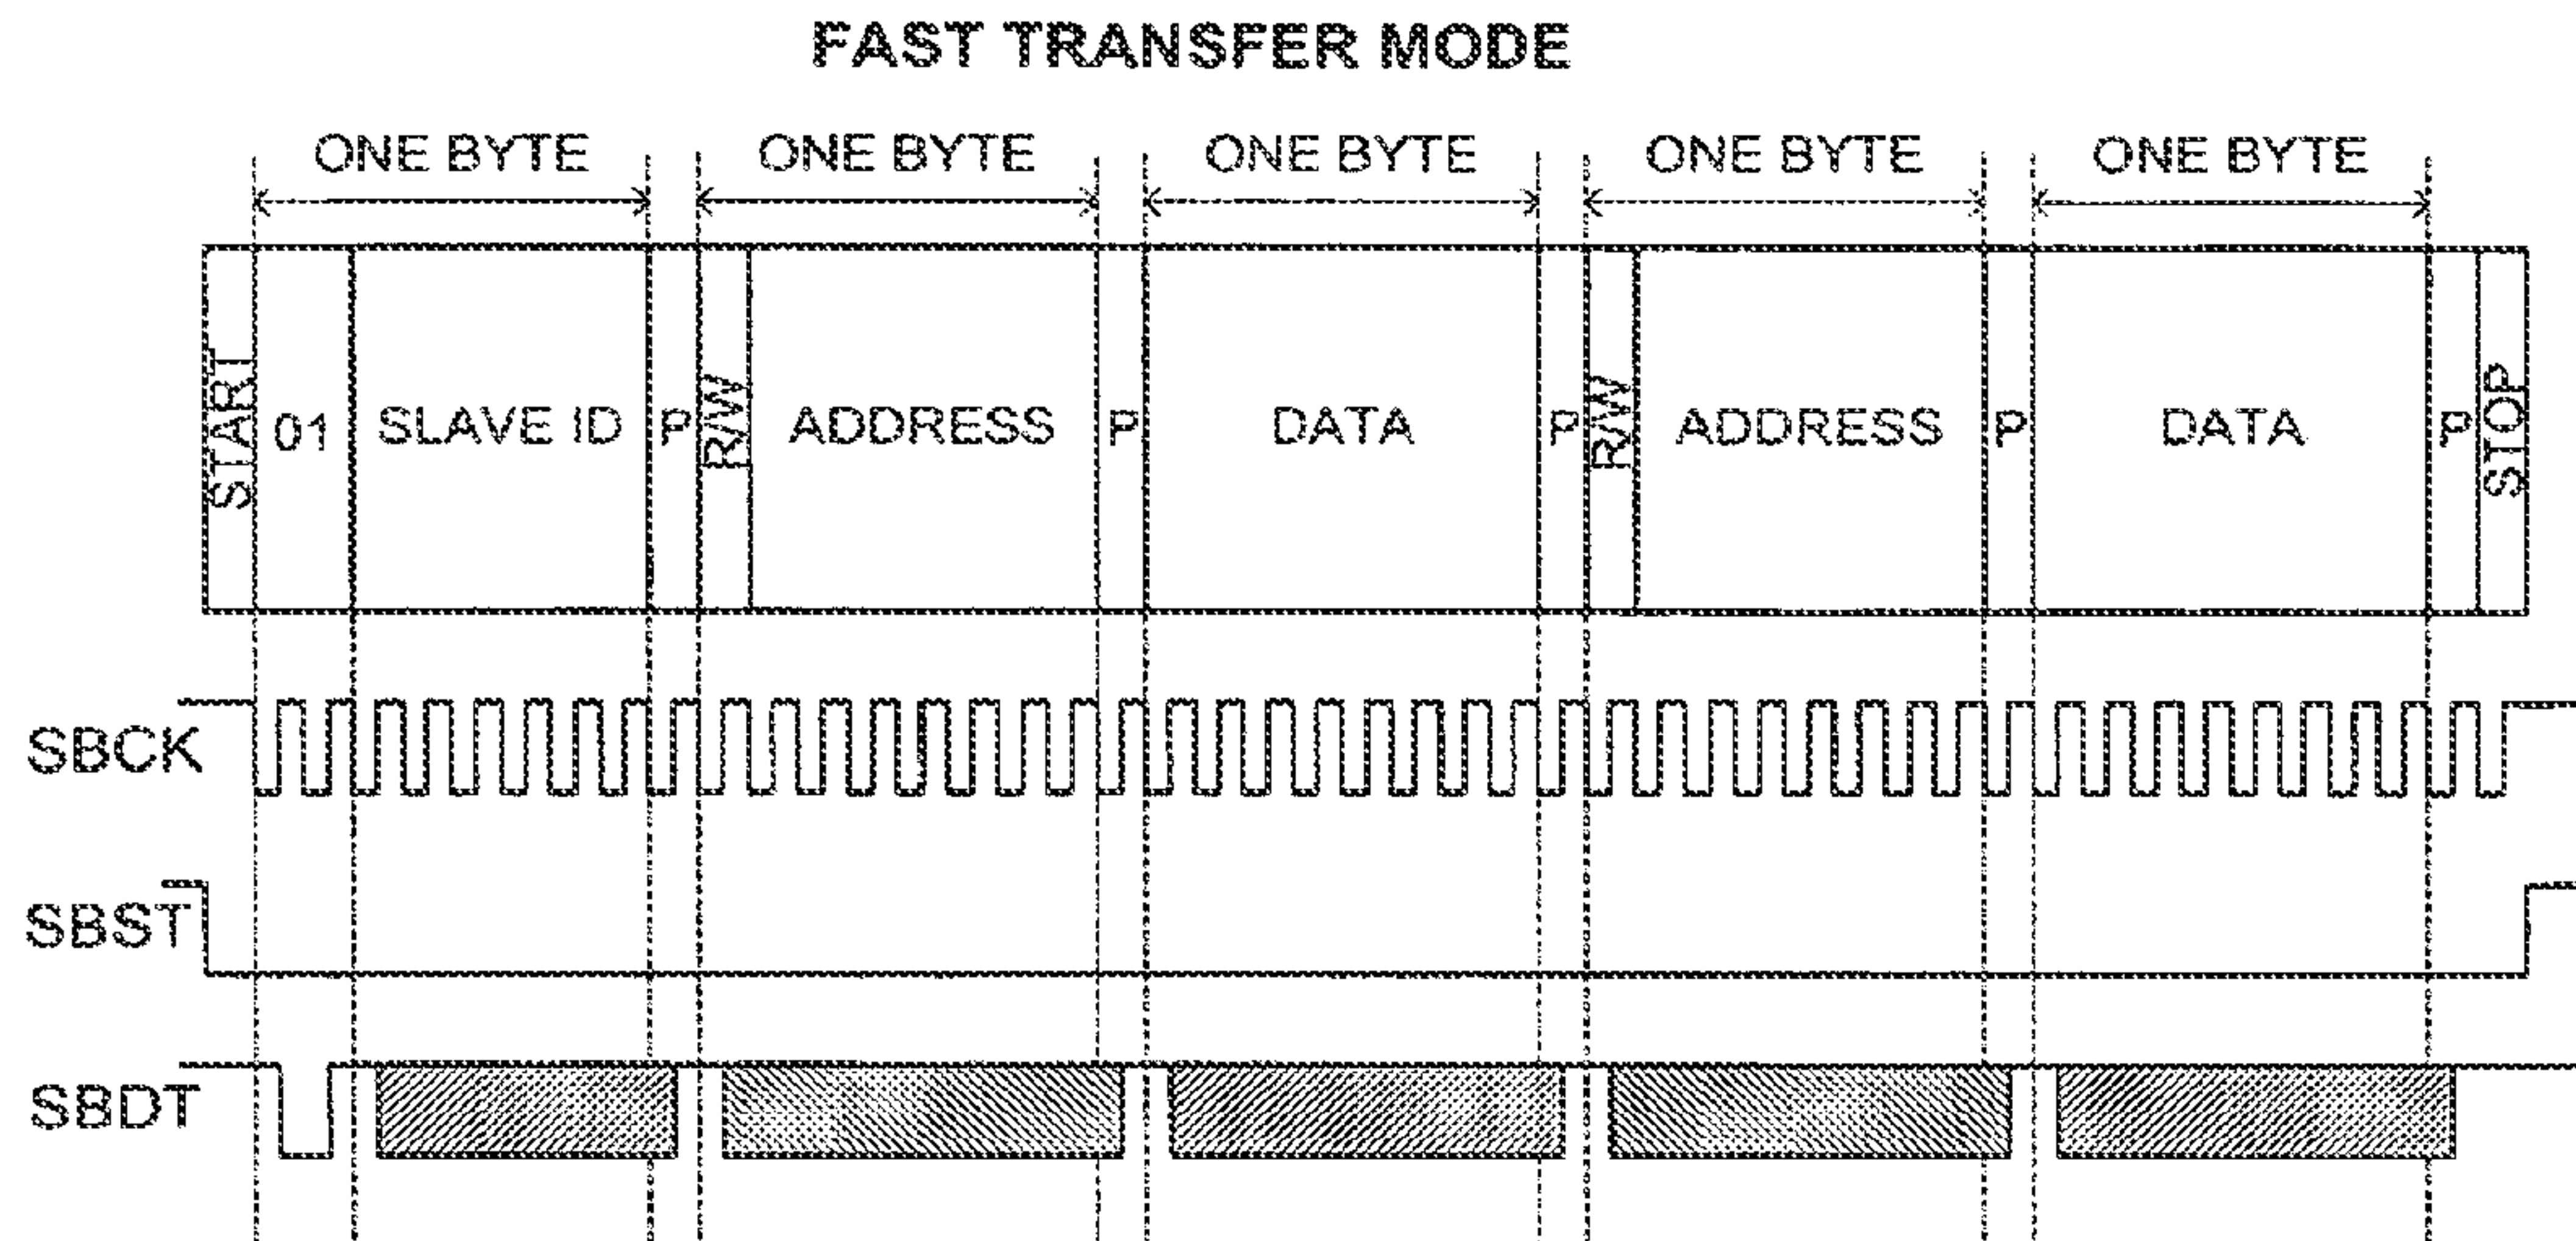 FAST TRANSFER MODE
ONE BYTE ONE BYTE ONE BYTE ONE BYTE ONE BYTE
START 01 SLAVE ID P R/W ADDRESS P DATA P R/W ADDRESS P DATA P STOP
SBCK
SBST
SBDT